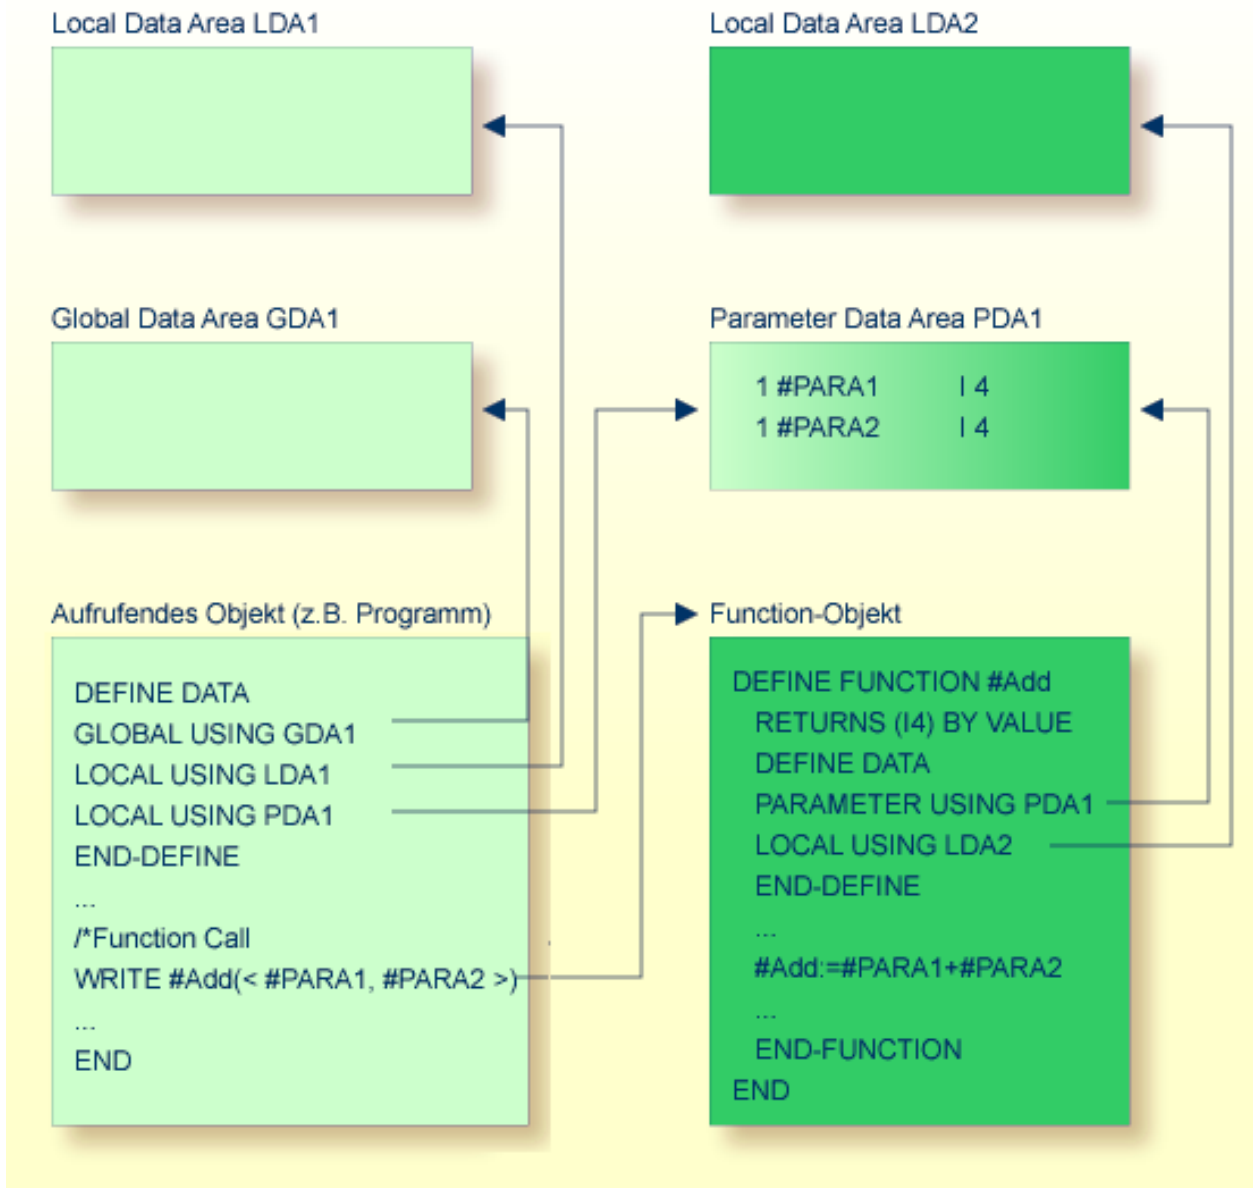 Local Data Area LDA1
Local Data Area LDA2
Global Data Area GDA1
Parameter Data Area PDA1
1 #PARA1 I 4
1 #PARA2 I 4
Aufrufendes Objekt (z.B. Programm)
DEFINE DATA
GLOBAL USING GDA1
LOCAL USING LDA1
LOCAL USING PDA1
END-DEFINE
...
/*Function Call
WRITE #Add(< #PARA1, #PARA2 >)
...
END
Function-Objekt
DEFINE FUNCTION #Add
RETURNS (I4) BY VALUE
DEFINE DATA
PARAMETER USING PDA1
LOCAL USING LDA2
END-DEFINE
...
#Add:=#PARA1+#PARA2
...
END-FUNCTION
END